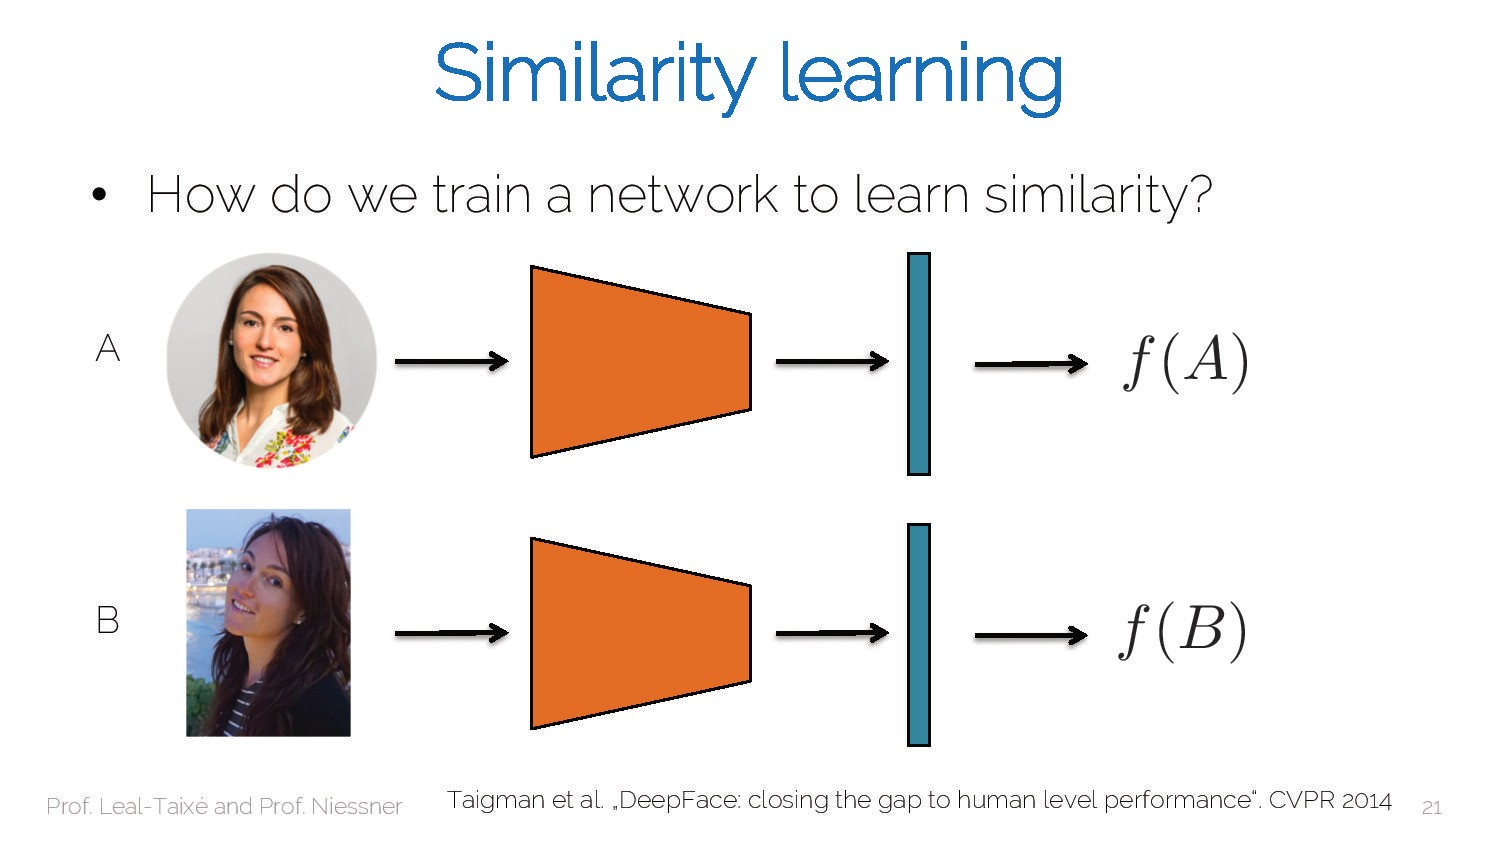 Similarity learning
• How do we train a network to learn similarity?
A
f(A)
B
f(B)
Prof. Leal-Taixé and Prof. Niessner
Taigman et al. „DeepFace: closing the gap to human level performance“. CVPR 2014
21